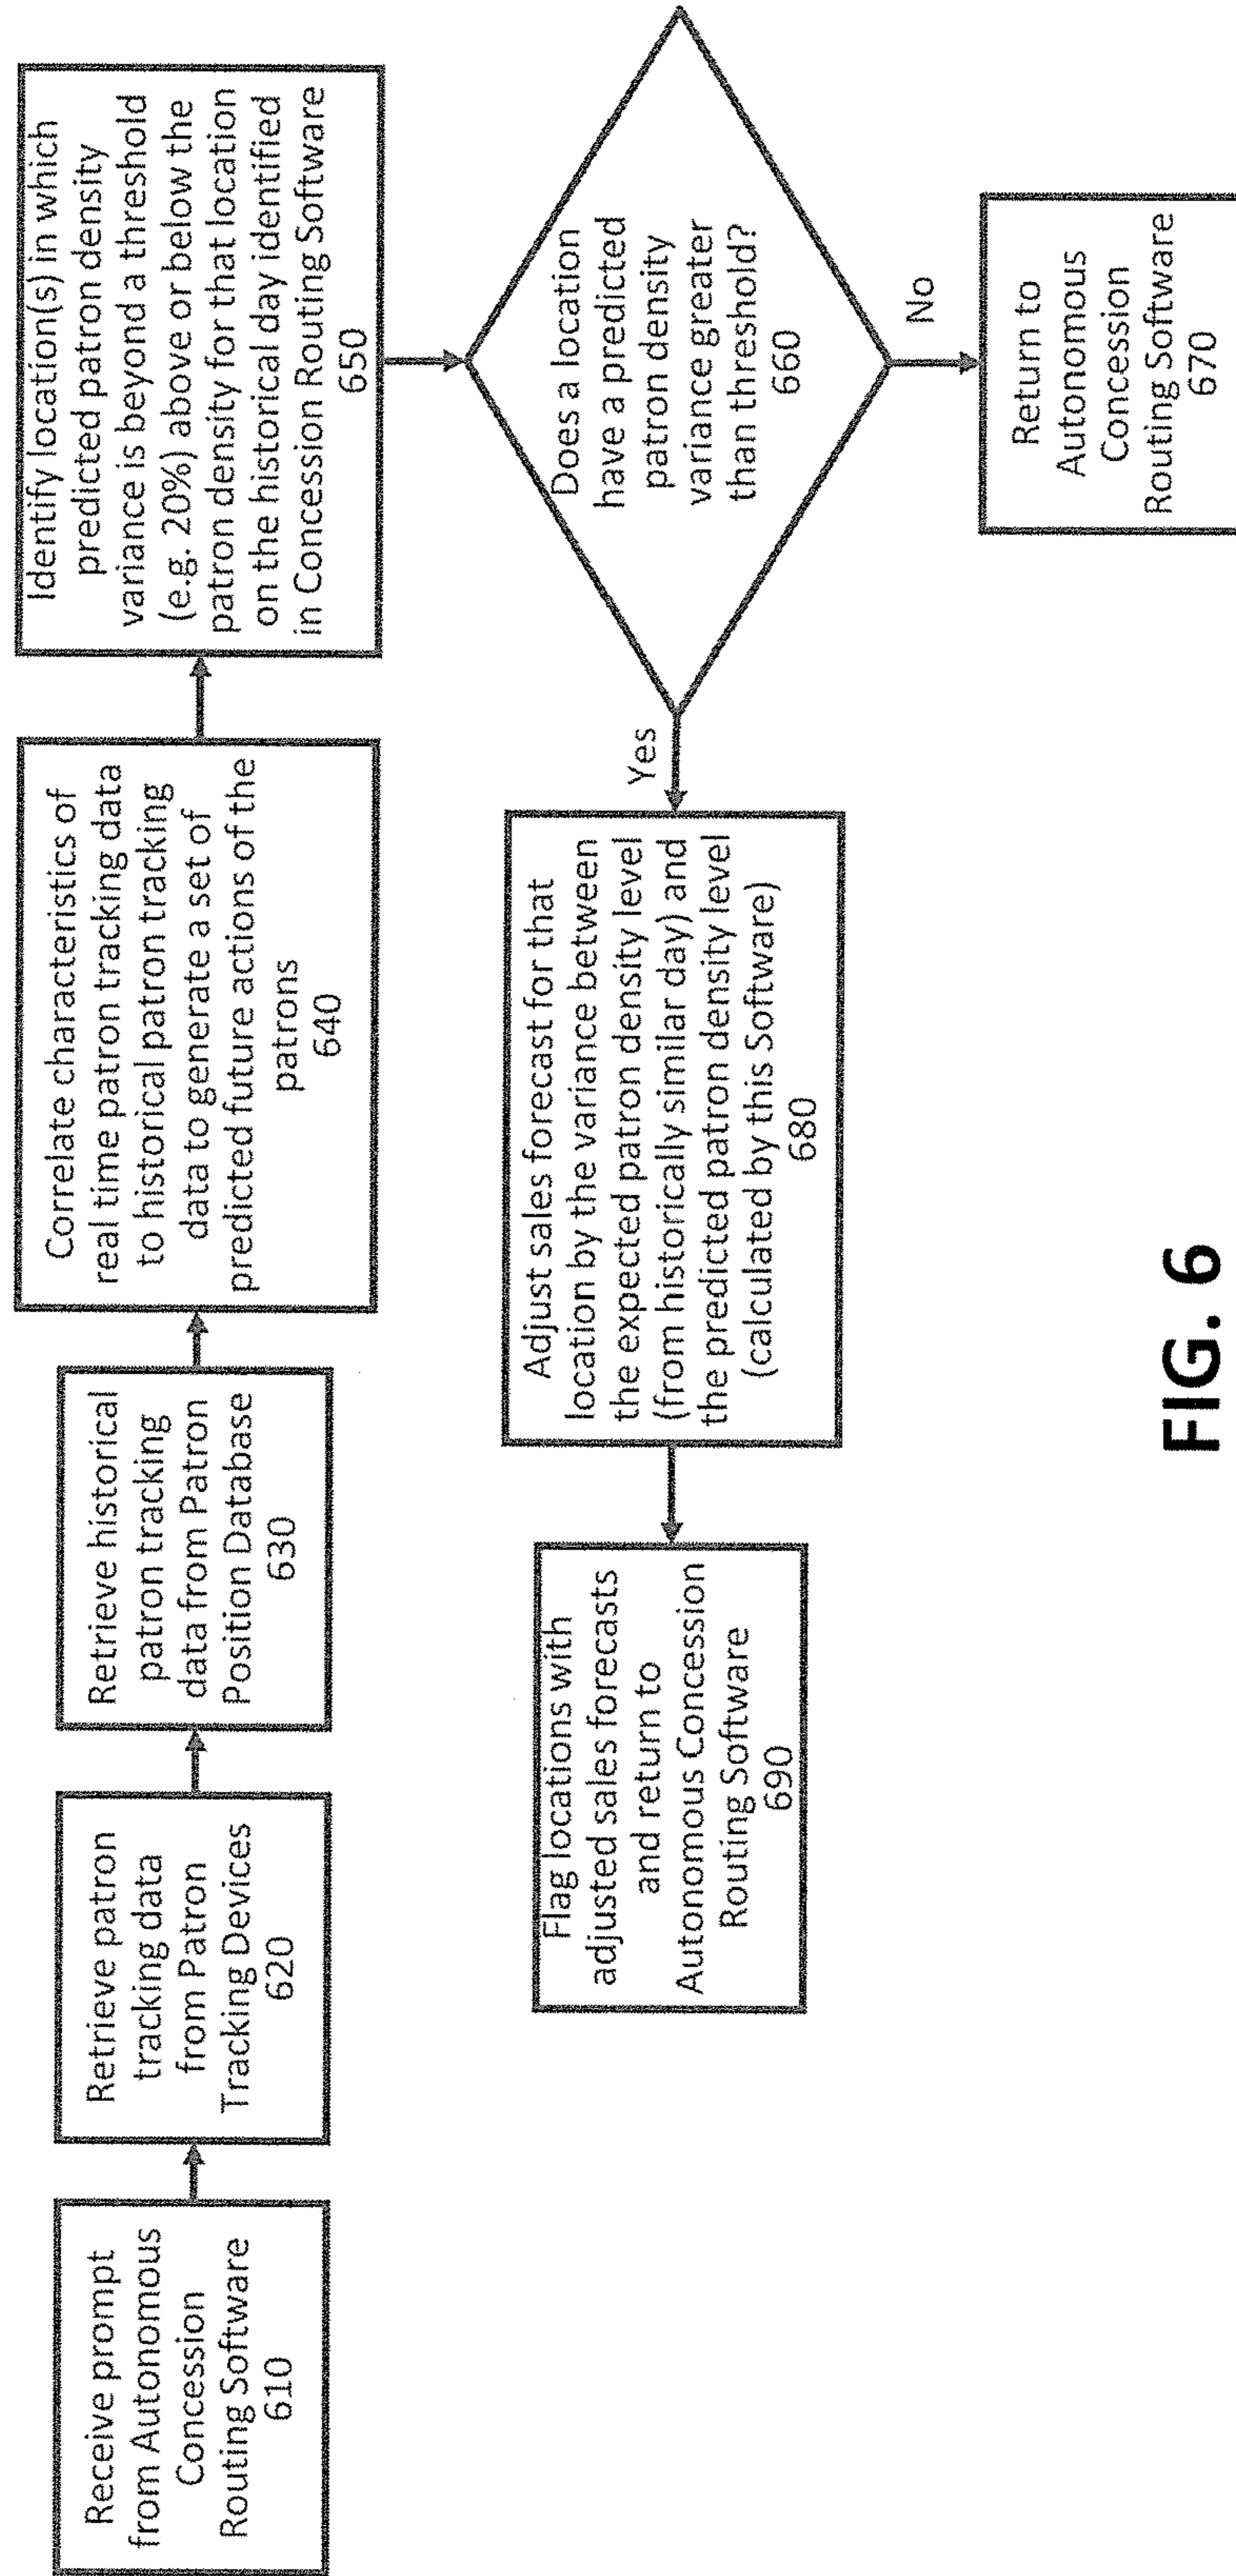 Receive prompt
from Autonomous
Concession
Routing Software
610
Retrieve patron
tracking data
from Patron
Tracking Devices
620
Retrieve historical
patron tracking
data from Patron
Position Database
630
Correlate characteristics of
real time patron tracking data
to historical patron tracking
data to generate a set of
predicted future actions of the
patrons
640
Identify location(s) in which
predicted patron density
variance is beyond a threshold
(e.g. 20%) above or below the
patron density for that location
on the historical day identified
in Concession Routing Software
650
Does a location
have a predicted
patron density
variance greater
than threshold?
660
No
Return to
Autonomous
Concession
Routing Software
670
Yes
Adjust sales forecast for that
location by the variance between
the expected patron density level
(from historically similar day) and
the predicted patron density level
(calculated by this Software)
680
Flag locations with
adjusted sales forecasts
and return to
Autonomous Concession
Routing Software
690
FIG. 6